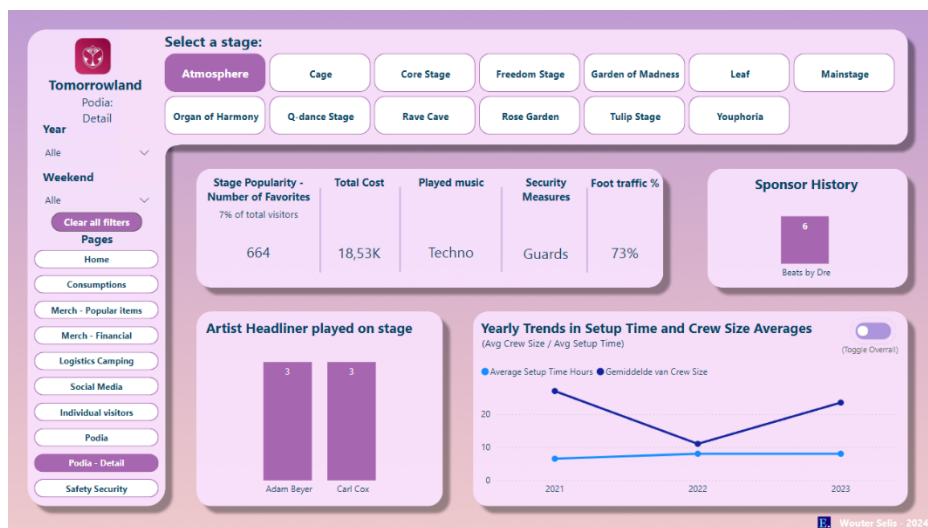 Select a stage:
Atmosphere
Cage
Core Stage
Freedom Stage
Garden of Madness
Leaf
Mainstage
Organ of Harmony
Q-dance Stage
Rave Cave
Rose Garden
Tulip Stage
Youphoria
Tomorrowland
Podia:
Detail
Year
Alle
Weekend
Alle
Clear all filters
Pages
Home
Consumptions
Merch - Popular items
Merch - Financial
Logistics Camping
Social Media
Individual visitors
Podia
Podia - Detail
Safety Security
Stage Popularity -
Number of Favorites
7% of total visitors
664
Total Cost
18,53K
Played music
Techno
Security
Measures
Guards
Foot traffic %
73%
Sponsor History
6
Beats by Dre
Artist Headliner played on stage
3
3
Adam Beyer
Carl Cox
Yearly Trends in Setup Time and Crew Size Averages
(Avg Crew Size / Avg Setup Time)
(Toggle Overrall)
Average Setup Time Hours
Gemiddelde van Crew Size
20
10
0
2021
2022
2023
E.
Wouter Selis - 2024